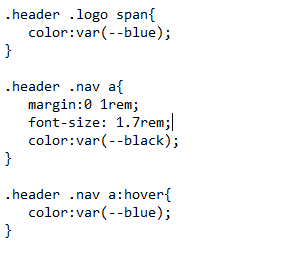 .header .logo span{
   color:var(--blue);
}

.header .nav a{
   margin:0 1rem;
   font-size: 1.7rem;
   color:var(--black);
}

.header .nav a:hover{
   color:var(--blue);
}